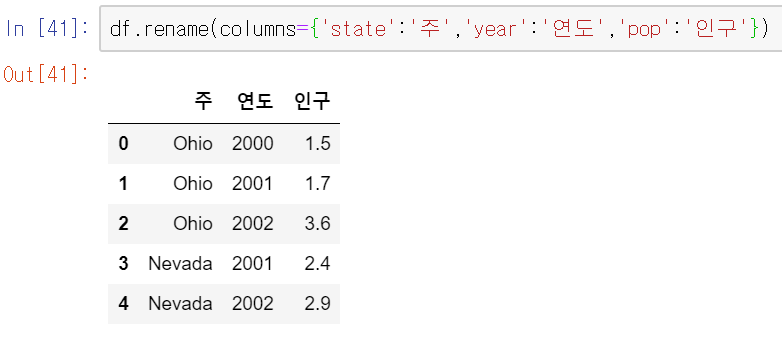 In [41]: df.rename(columns={'state':'주','year':'연도','pop':'인구'})
Out[41]:
주 연도 인구
0 Ohio 2000 1.5
1 Ohio 2001 1.7
2 Ohio 2002 3.6
3 Nevada 2001 2.4
4 Nevada 2002 2.9